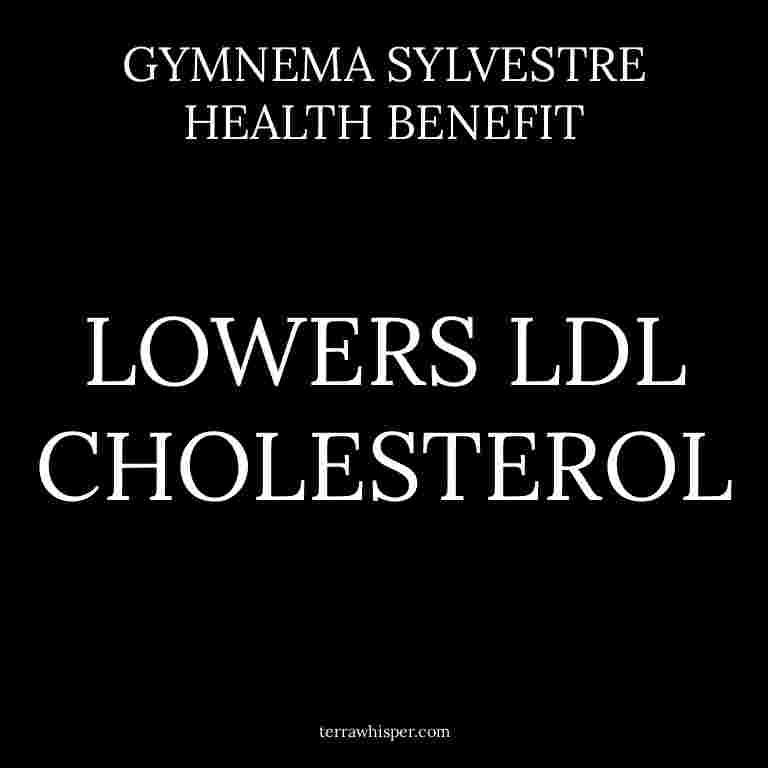 GYMNEMA SYLVESTRE
HEALTH BENEFIT
LOWERS LDL
CHOLESTEROL
terrawhisper.com